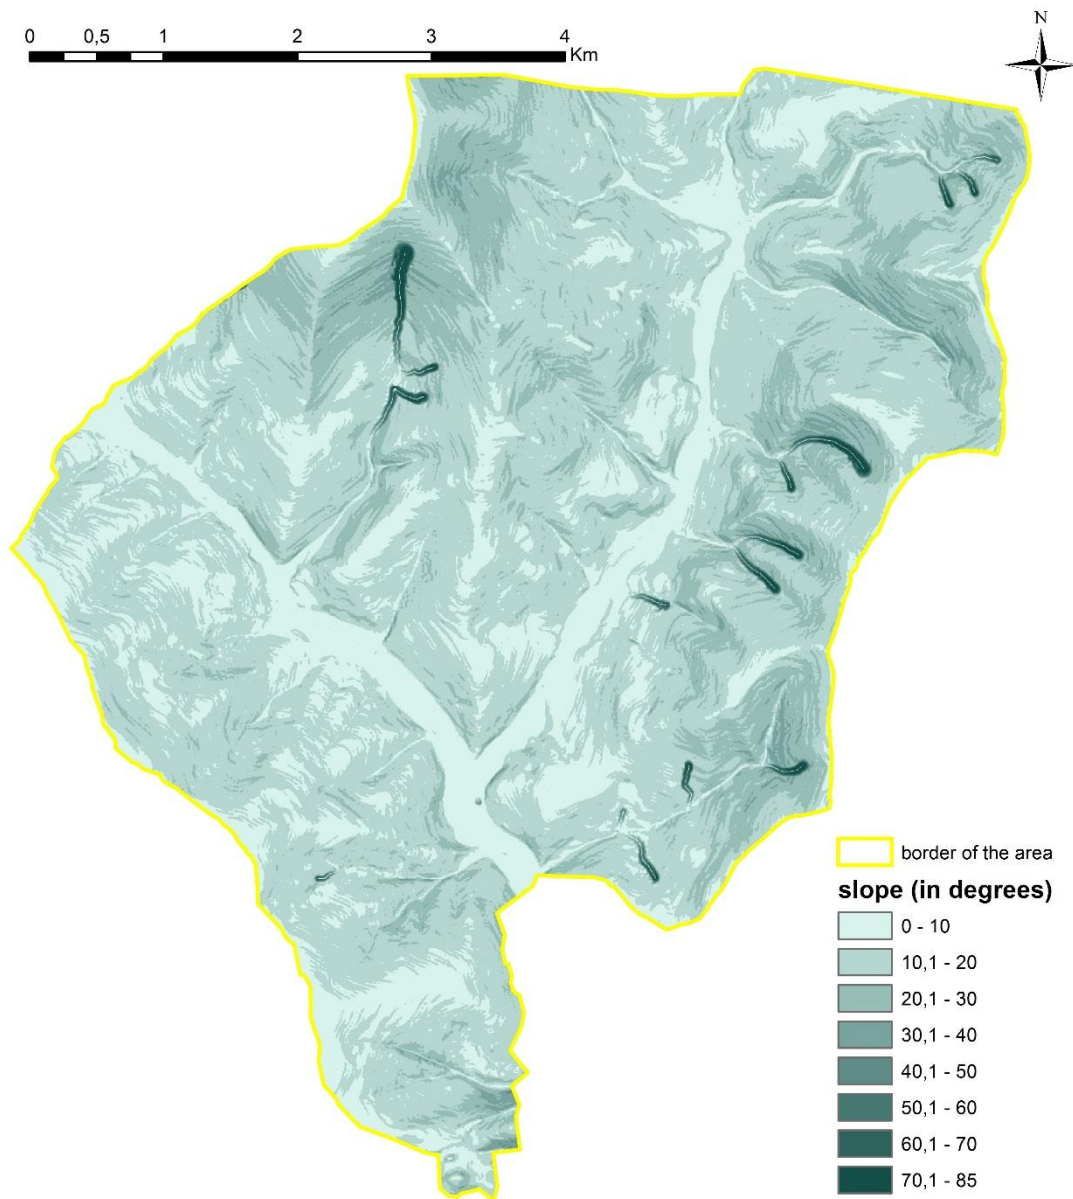 N
0 0,5 1 2 3 4
Km
border of the area
slope (in degrees)
0 - 10
10,1 - 20
20,1 - 30
30,1 - 40
40,1 - 50
50,1 - 60
60,1 - 70
70,1 - 85